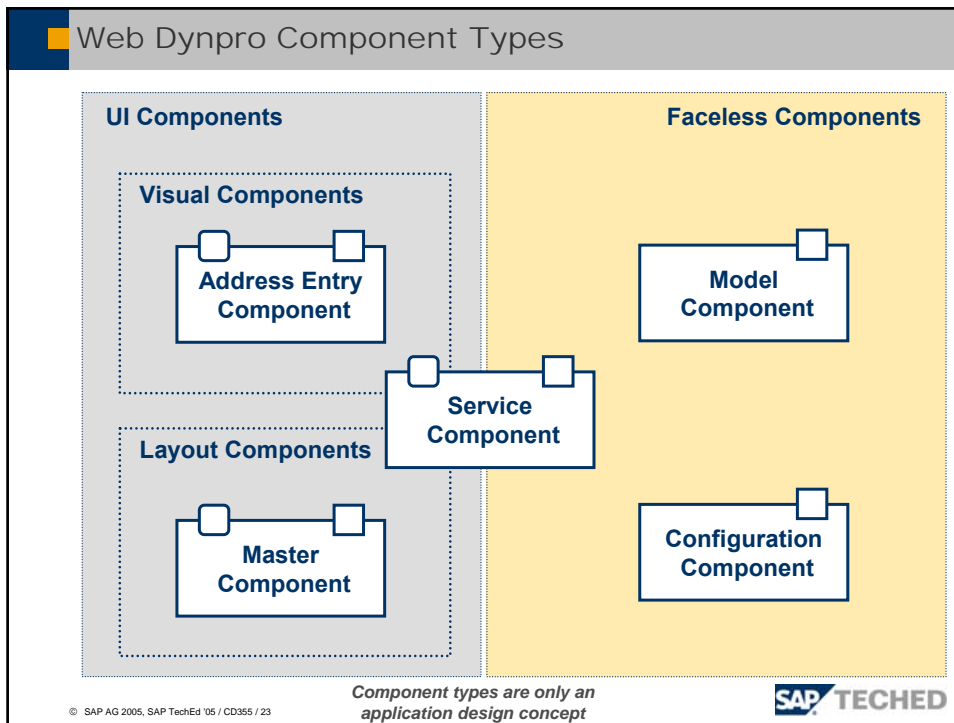 Web Dynpro Component Types
UI Components
Faceless Components
Visual Components
Address Entry
Component
Model
Component
Service
Component
Layout Components
Master
Component
Configuration
Component
© SAP AG 2005, SAP TechEd '05 / CD355 / 23
Component types are only an
application design concept
SAP TECHED